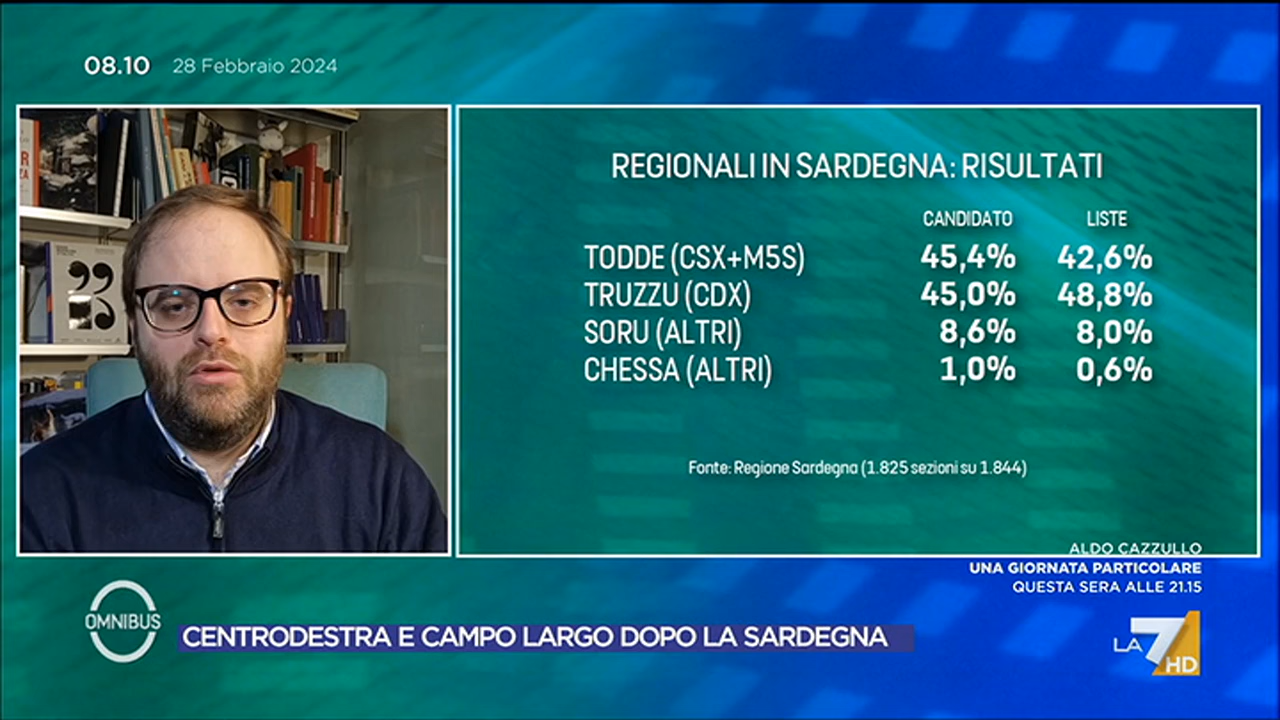 08.10 28 Febbraio 2024
REGIONALI IN SARDEGNA: RISULTATI
CANDIDATO LISTE
TODDE (CSX+M5S) 45,4% 42,6%
TRUZZU (CDX) 45,0% 48,8%
SORU (ALTRI) 8,6% 8,0%
CHESSA (ALTRI) 1,0% 0,6%
Fonte: Regione Sardegna (1.825 sezioni su 1.844)
ALDO CAZZULLO
UNA GIORNATA PARTICOLARE
QUESTA SERA ALLE 21.15
OMNIBUS
CENTRODESTRA E CAMPO LARGO DOPO LA SARDEGNA
LA 7 HD